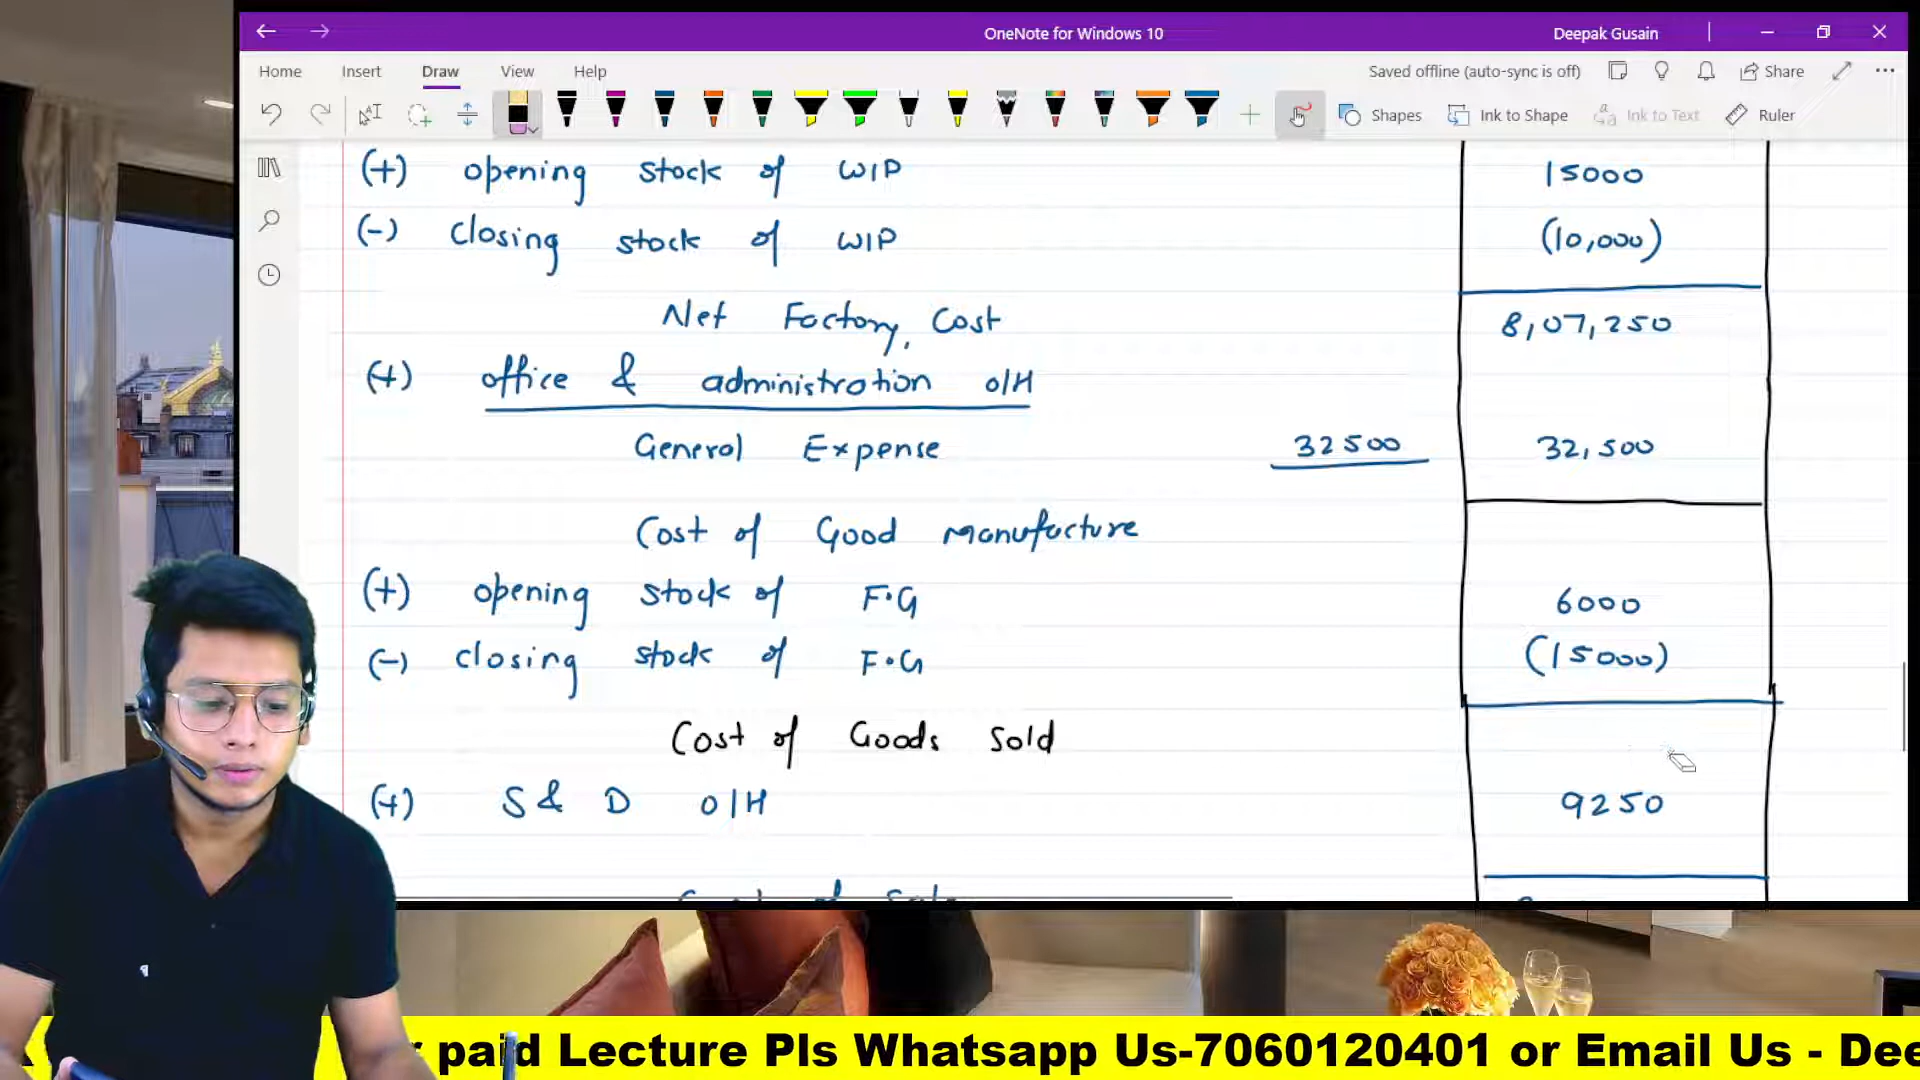 OneNote for Windows 10
Deepak Gusain
Home Insert Draw View Help
Saved offline (auto-sync is off) Share
Shapes Ink to Shape Ink to Text Ruler
(+) opening stock of WIP 15000
(-) closing stock of WIP (10,000)
Net Factory, Cost 8,07,250
(+) office & administration O/H
General Expense 32500 32,500
Cost of Good manufacture
(+) opening stock of F.G 6000
(-) closing stock of F.G (15000)
Cost of Goods Sold
(+) S & D O/H 9250
paid Lecture Pls Whatsapp Us-7060120401 or Email Us - Dee